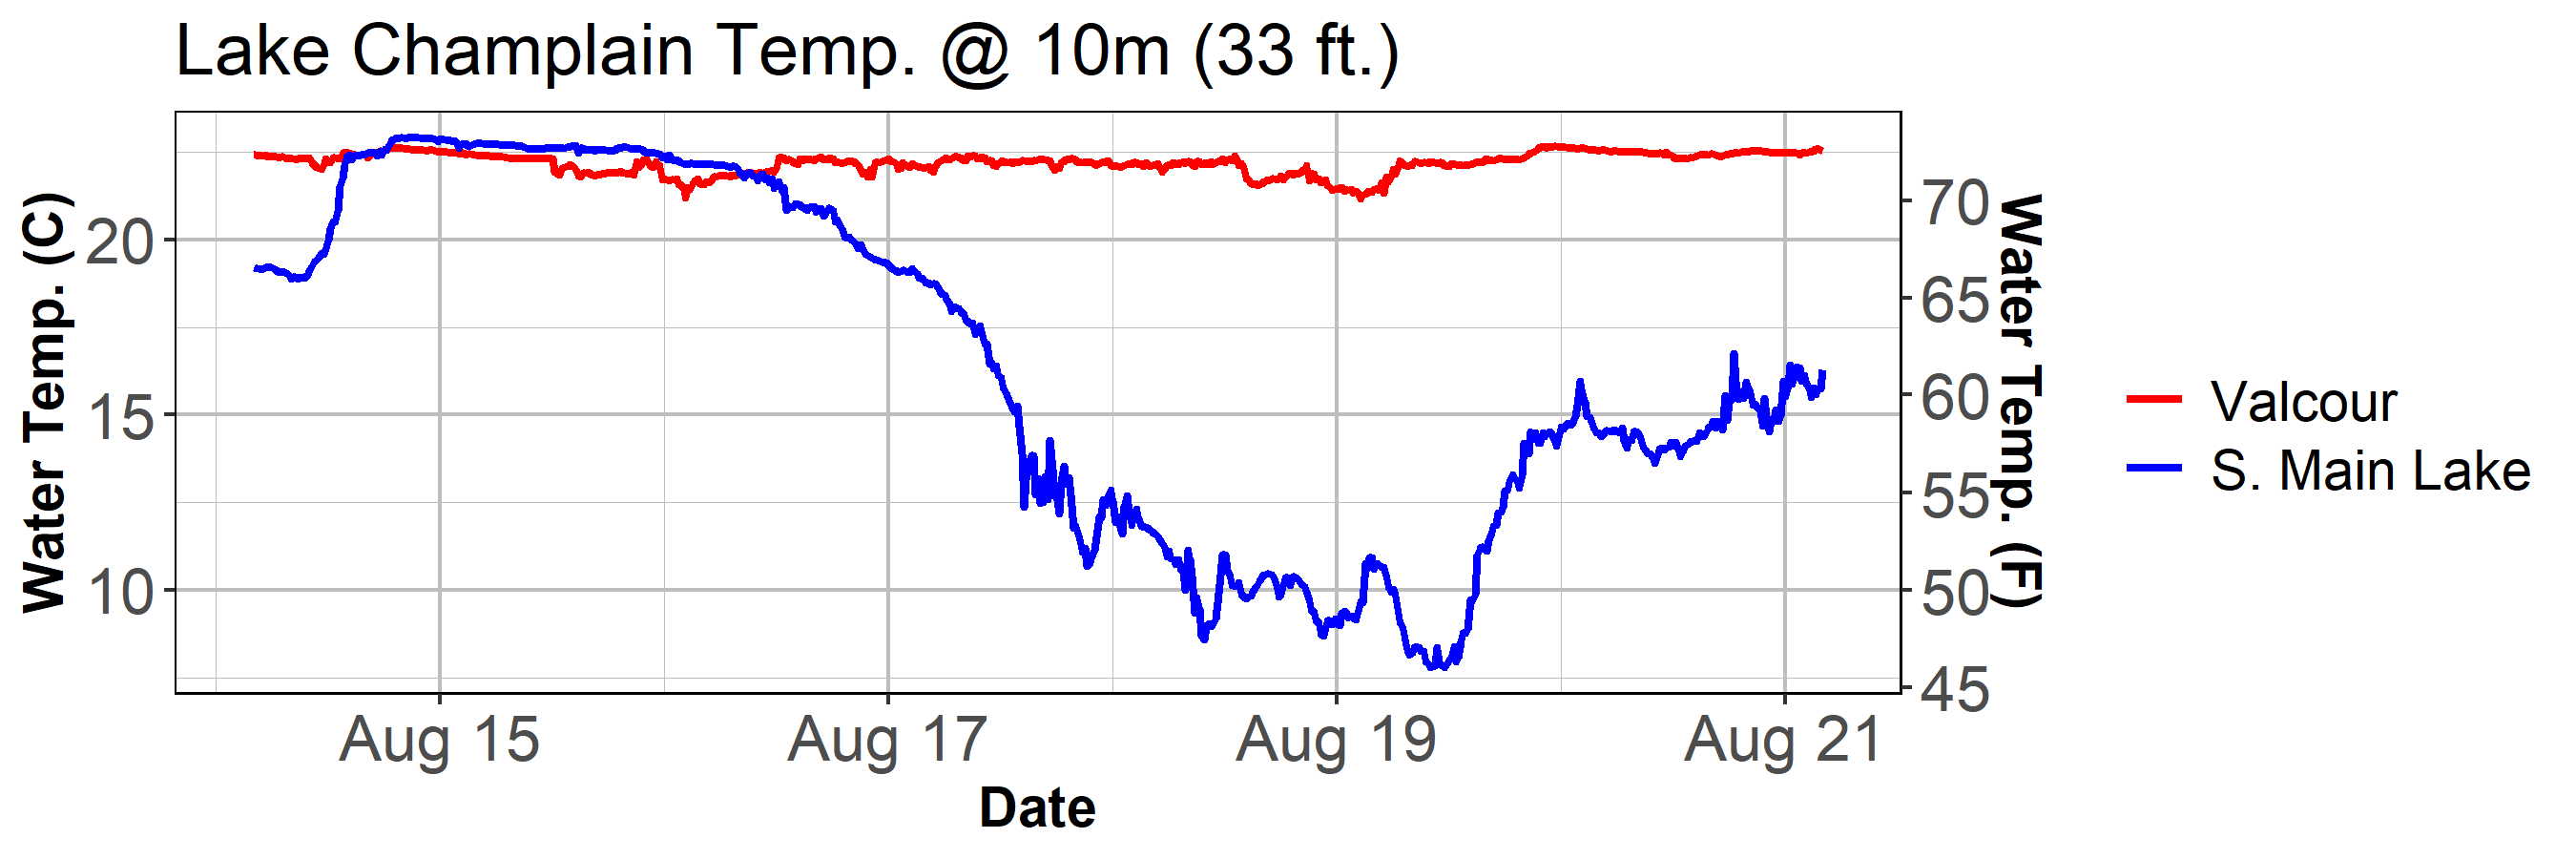 Lake Champlain Temp. @ 10m (33 ft.)
Water Temp. (C)
20
15
10
70
65
60
55
50
45
Water Temp. (F)
Aug 15
Aug 17
Aug 19
Aug 21
Date
Valcour
S. Main Lake